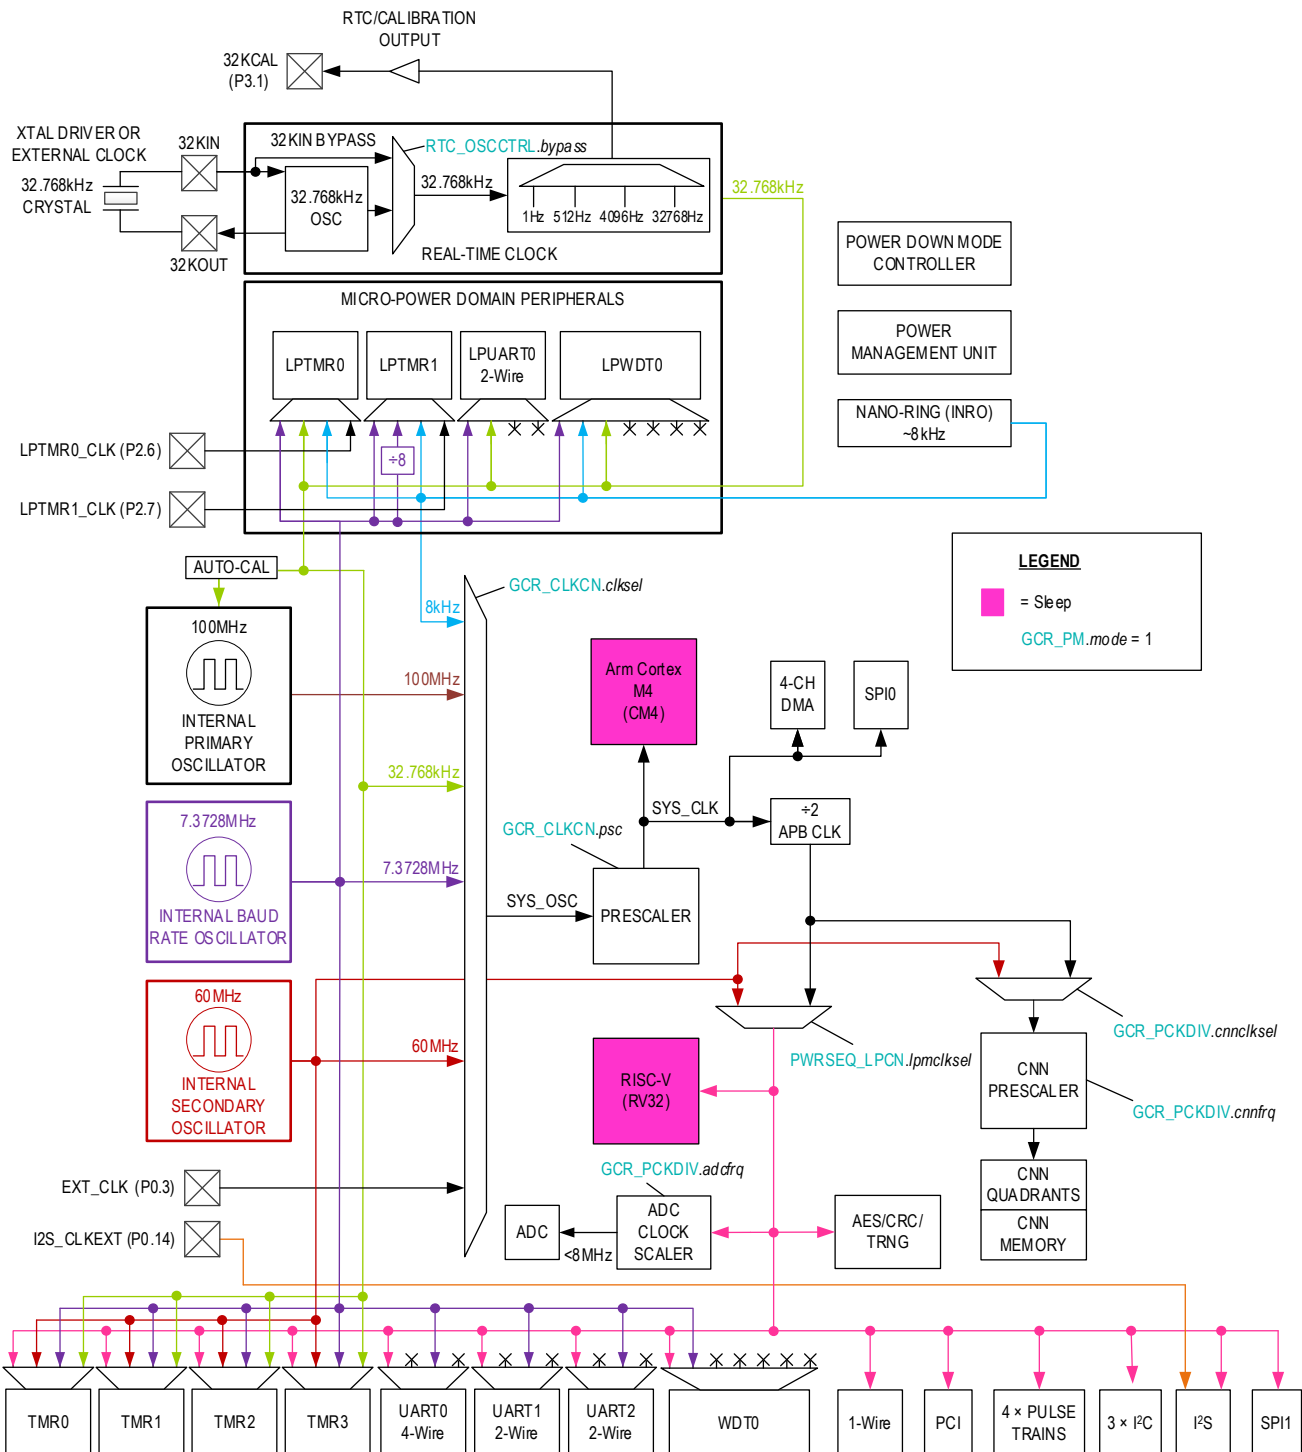 RTC/CALIBRATION
OUTPUT
32KCAL
(P3.1)
XTAL DRIVER OR
EXTERNAL CLOCK
32KIN
32KIN BYPASS
RTC_OSCCTRL.bypass
32.768kHz
CRYSTAL
32.768kHz
OSC
32.768kHz
1Hz 512Hz 4096Hz 32768Hz
32.768kHz
32KOUT
REAL-TIME CLOCK
POWER DOWN MODE
CONTROLLER
MICRO-POWER DOMAIN PERIPHERALS
LPTMR0
LPTMR1
LPUART0
2-Wire
LPWDT0
POWER
MANAGEMENT UNIT
NANO-RING (INRO)
~8kHz
LPTMR0_CLK (P2.6)
÷8
LPTMR1_CLK (P2.7)
AUTO-CAL
LEGEND
= Sleep
GCR_PM.mode = 1
GCR_CLKCN.clksel
8kHz
100MHz
INTERNAL
PRIMARY
OSCILLATOR
100MHz
Arm Cortex
M4
(CM4)
4-CH
DMA
SPI0
32.768kHz
SYS_CLK
÷2
APB CLK
7.3728MHz
INTERNAL BAUD
RATE OSCILLATOR
GCR_CLKCN.psc
7.3728MHz
SYS_OSC
PRESCALER
60MHz
INTERNAL
SECONDARY
OSCILLATOR
60MHz
GCR_PCKDIV.cnnclksel
PWRSEQ_LPCN.lpmclksel
RISC-V
(RV32)
CNN
PRESCALER
GCR_PCKDIV.cnnfrq
GCR_PCKDIV.adcfrq
EXT_CLK (P0.3)
CNN
QUADRANTS
CNN
MEMORY
I2S_CLKEXT (P0.14)
ADC
<8MHz
ADC
CLOCK
SCALER
AES/CRC/
TRNG
TMR0
TMR1
TMR2
TMR3
UART0
4-Wire
UART1
2-Wire
UART2
2-Wire
WDT0
1-Wire
PCI
4 × PULSE
TRAINS
3 × I²C
I²S
SPI1